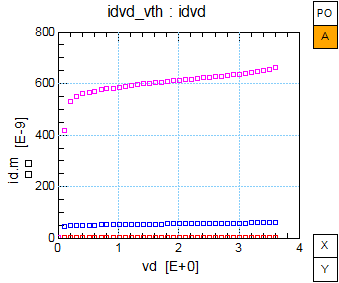 idvd_vth : idvd
PO
A
800
600
400
200
0
id.m [E-9]
0 1 2 3 4
vd [E+0]
X
Y